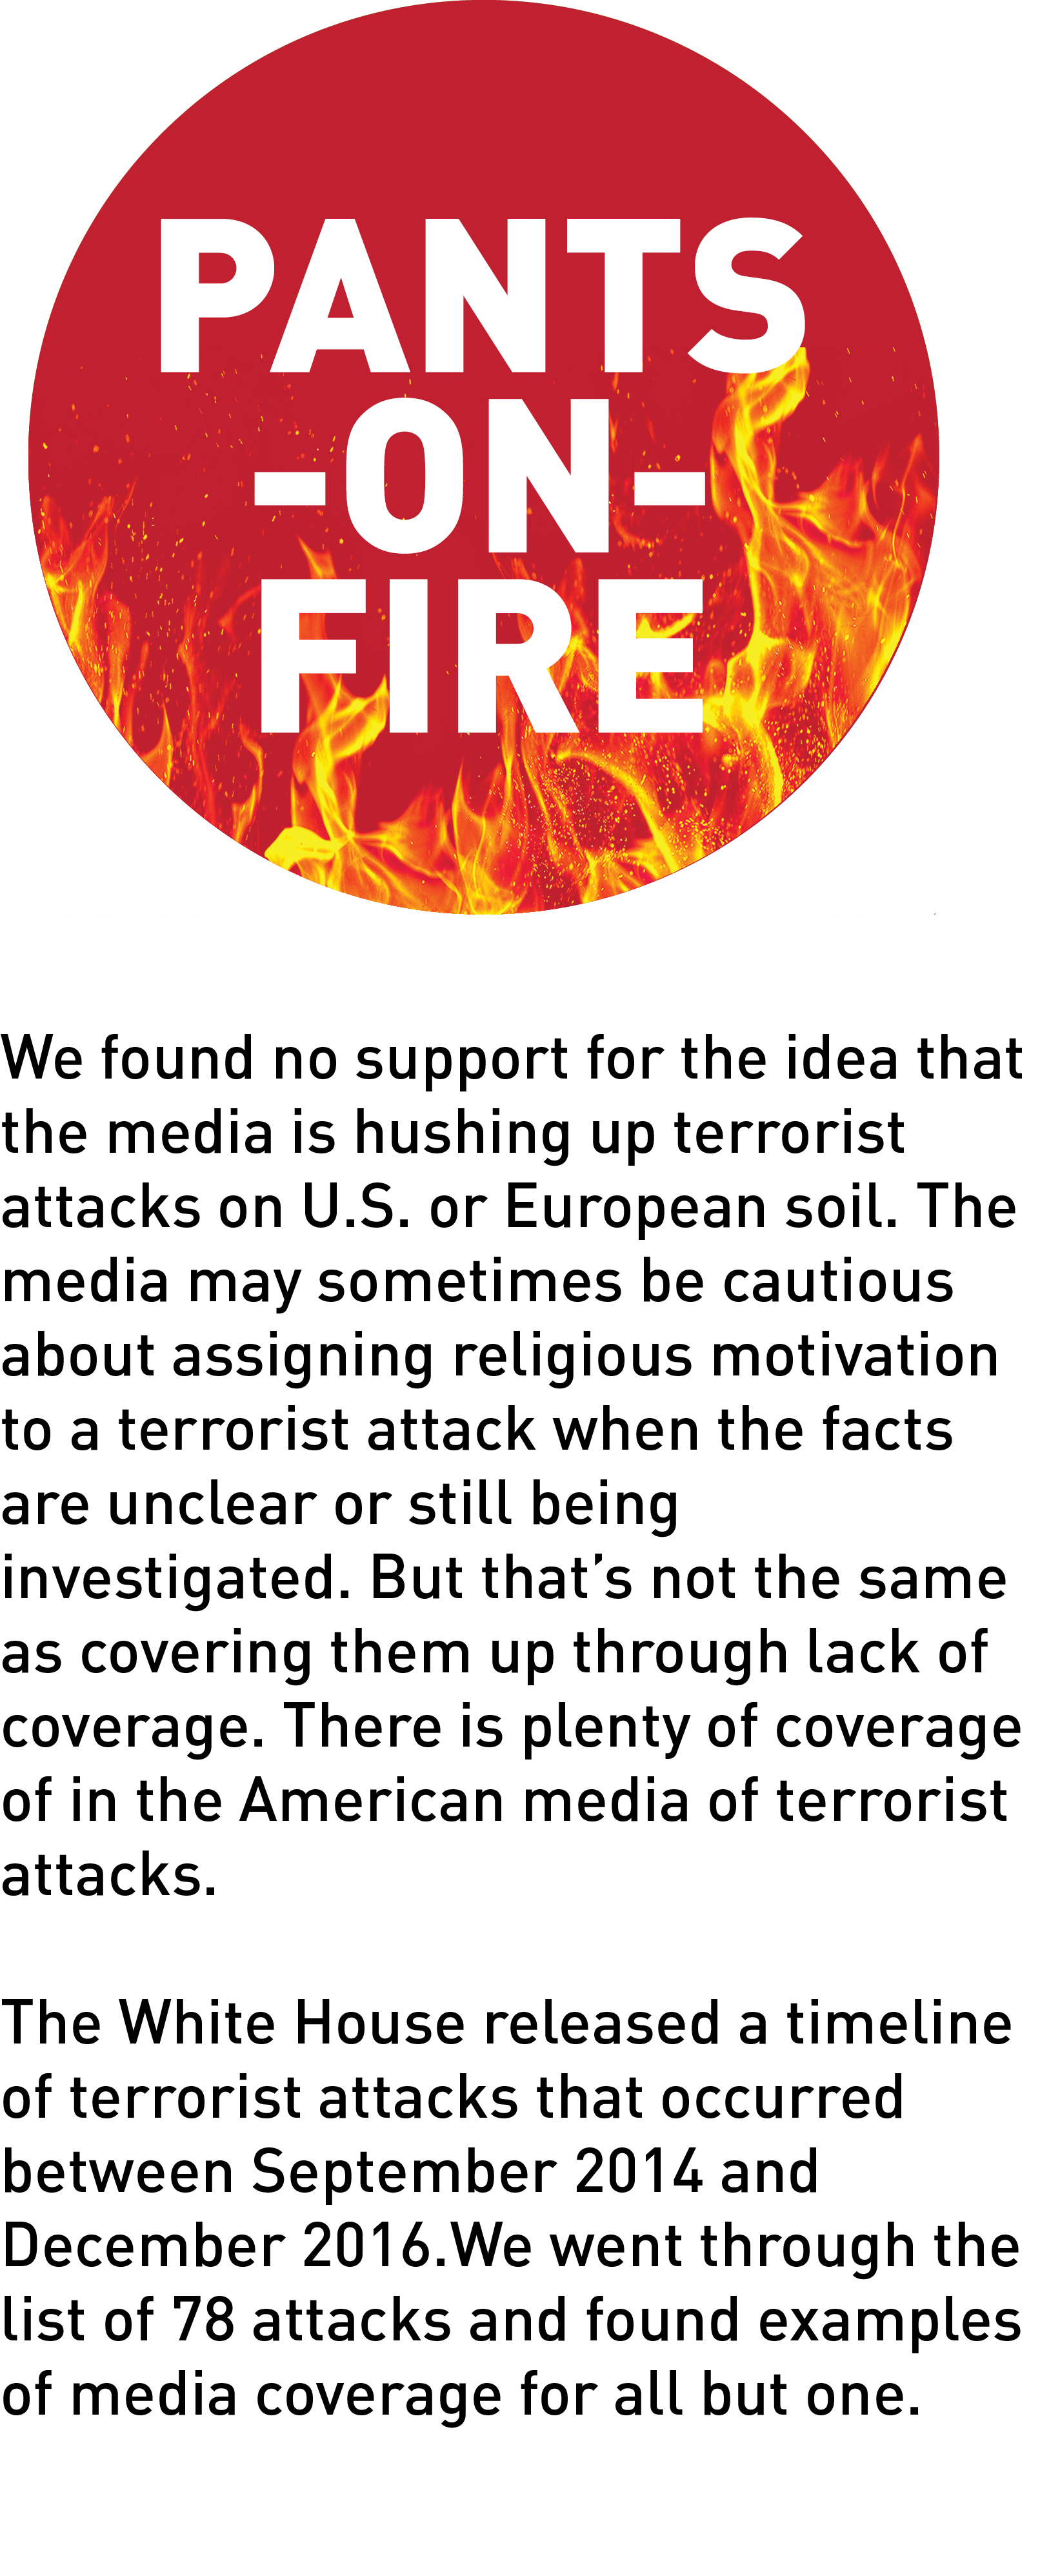 PANTS
-ON-
FIRE
We found no support for the idea that
the media is hushing up terrorist
attacks on U.S. or European soil. The
media may sometimes be cautious
about assigning religious motivation
to a terrorist attack when the facts
are unclear or still being
investigated. But that’s not the same
as covering them up through lack of
coverage. There is plenty of coverage
of in the American media of terrorist
attacks.
The White House released a timeline
of terrorist attacks that occurred
between September 2014 and
December 2016.We went through the
list of 78 attacks and found examples
of media coverage for all but one.